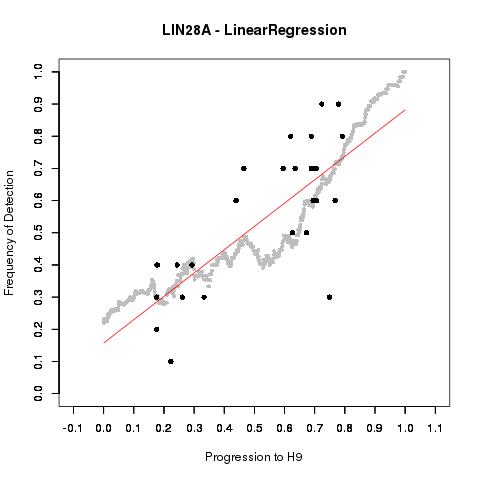 LIN28A - LinearRegression
Frequency of Detection
1.0
0.9
0.8
0.7
0.6
0.5
0.4
0.3
0.2
0.1
0.0
-0.1 0.0 0.1 0.2 0.3 0.4 0.5 0.6 0.7 0.8 0.9 1.0 1.1
Progression to H9